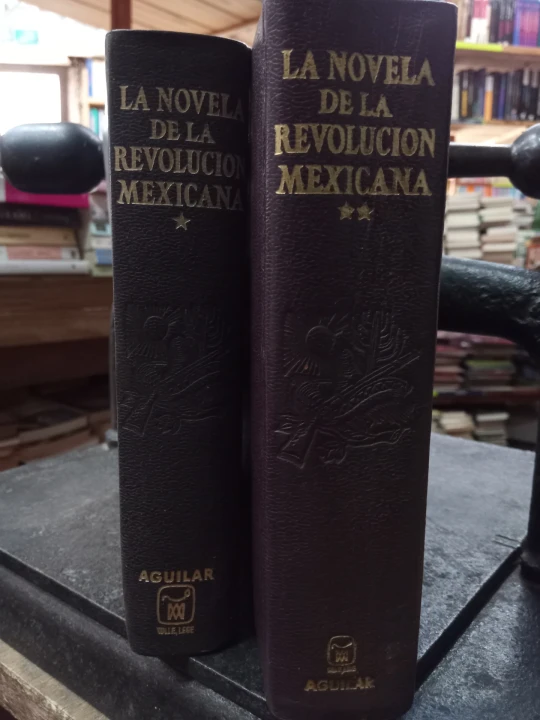 LA NOVELA
DE LA
REVOLUCION
MEXICANA
AGUILAR
LA NOVELA
DE LA
REVOLUCION
MEXICANA
AGUILAR